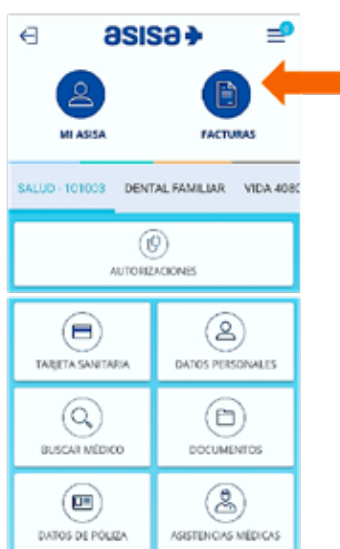 asisa
MI ASISA
FACTURAS
SALUD - 101003 DENTAL FAMILIAR VIDA 4080
AUTORIZACIONES
TARJETA SANITARIA
DATOS PERSONALES
BUSCAR MÉDICO
DOCUMENTOS
DATOS DE PÓLIZA
ASISTENCIAS MÉDICAS